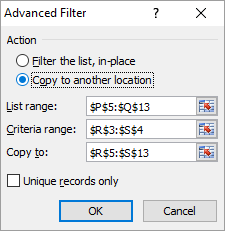 Advanced Filter
Action
Filter the list, in-place
Copy to another location
List range: $P$5:$Q$13
Criteria range: $R$3:$S$4
Copy to: $R$5:$S$13
Unique records only
OK Cancel